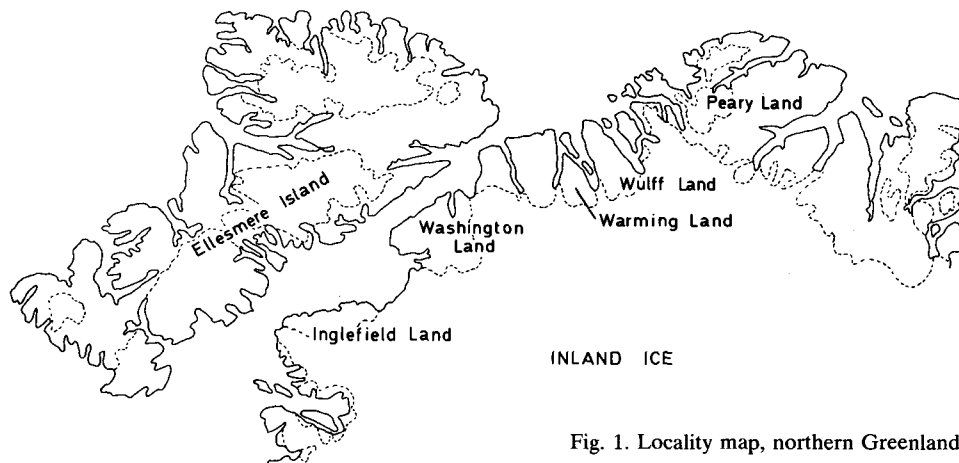 Peary Land
Ellesmere Island
Wulff Land
Washington
Land
Warming Land
Inglefield Land
INLAND ICE
Fig. 1. Locality map, northern Greenland